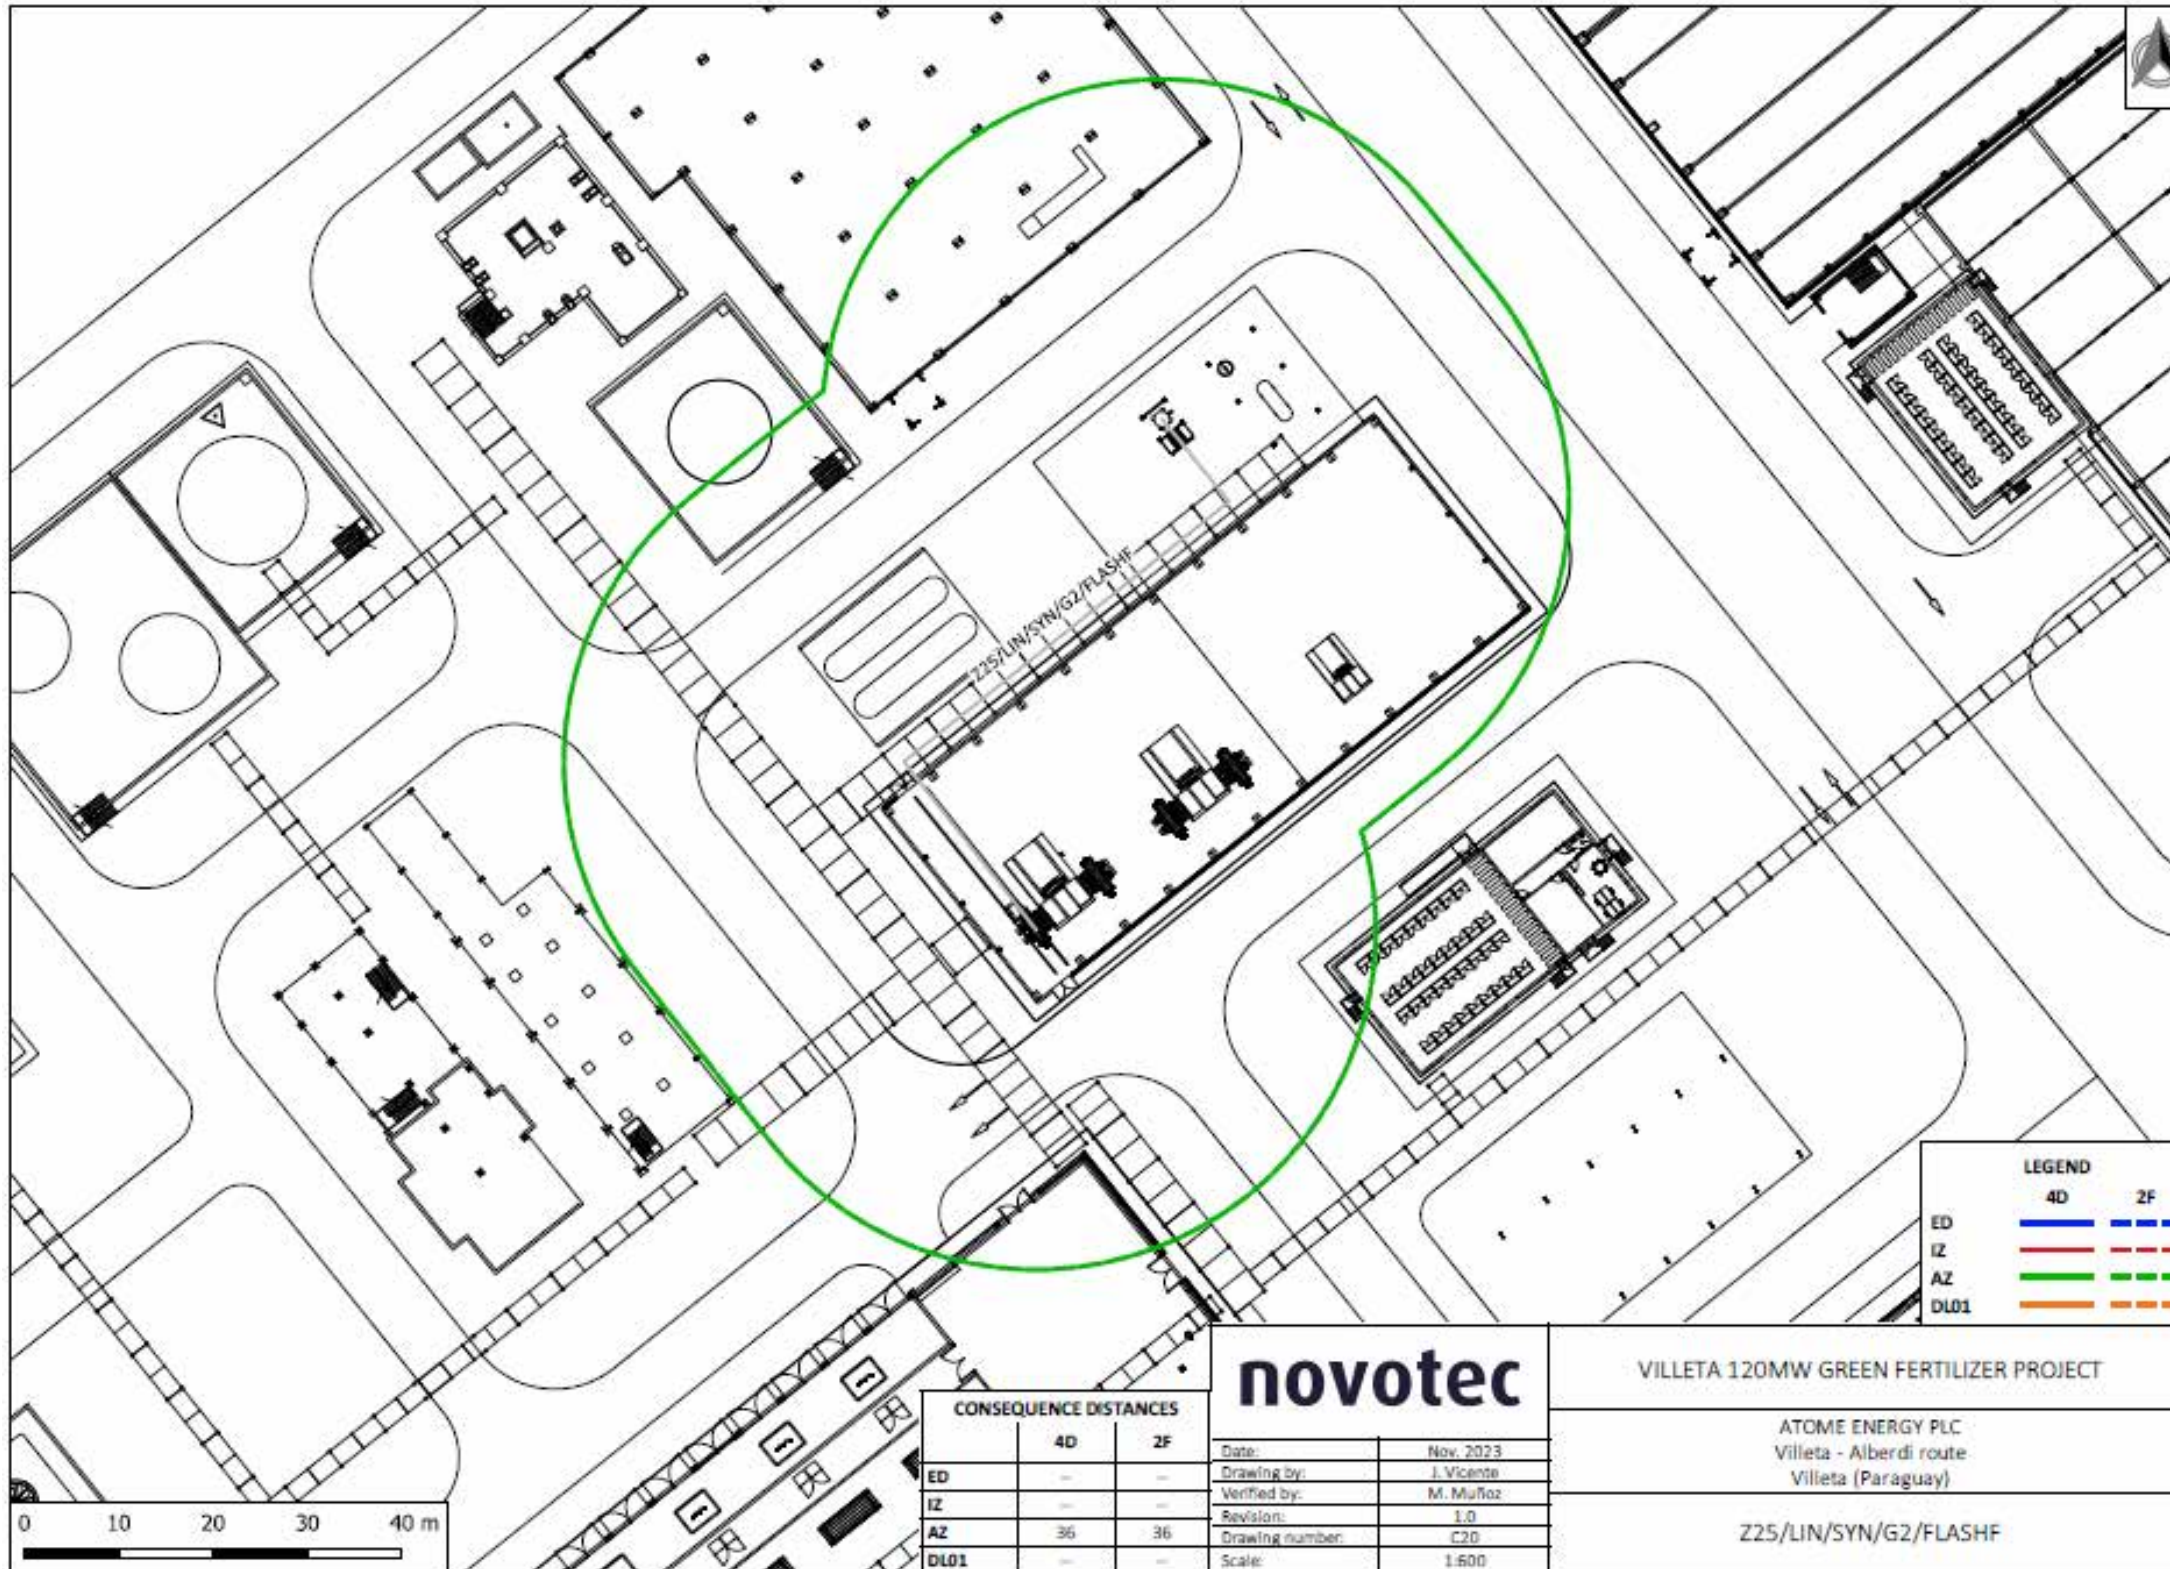 Z25/LIN/SYN/G2/FLASHF
LEGEND
4D 2F
ED
IZ
AZ
DL01
CONSEQUENCE DISTANCES
4D 2F
ED – –
IZ – –
AZ 36 36
DL01 – –
novotec
Date: Nov. 2023
Drawing by: J. Vicente
Verified by: M. Muñoz
Revision: 1.0
Drawing number: C20
Scale: 1:600
VILLETA 120MW GREEN FERTILIZER PROJECT
ATOME ENERGY PLC
Villeta - Alberdi route
Villeta (Paraguay)
Z25/LIN/SYN/G2/FLASHF
0 10 20 30 40 m